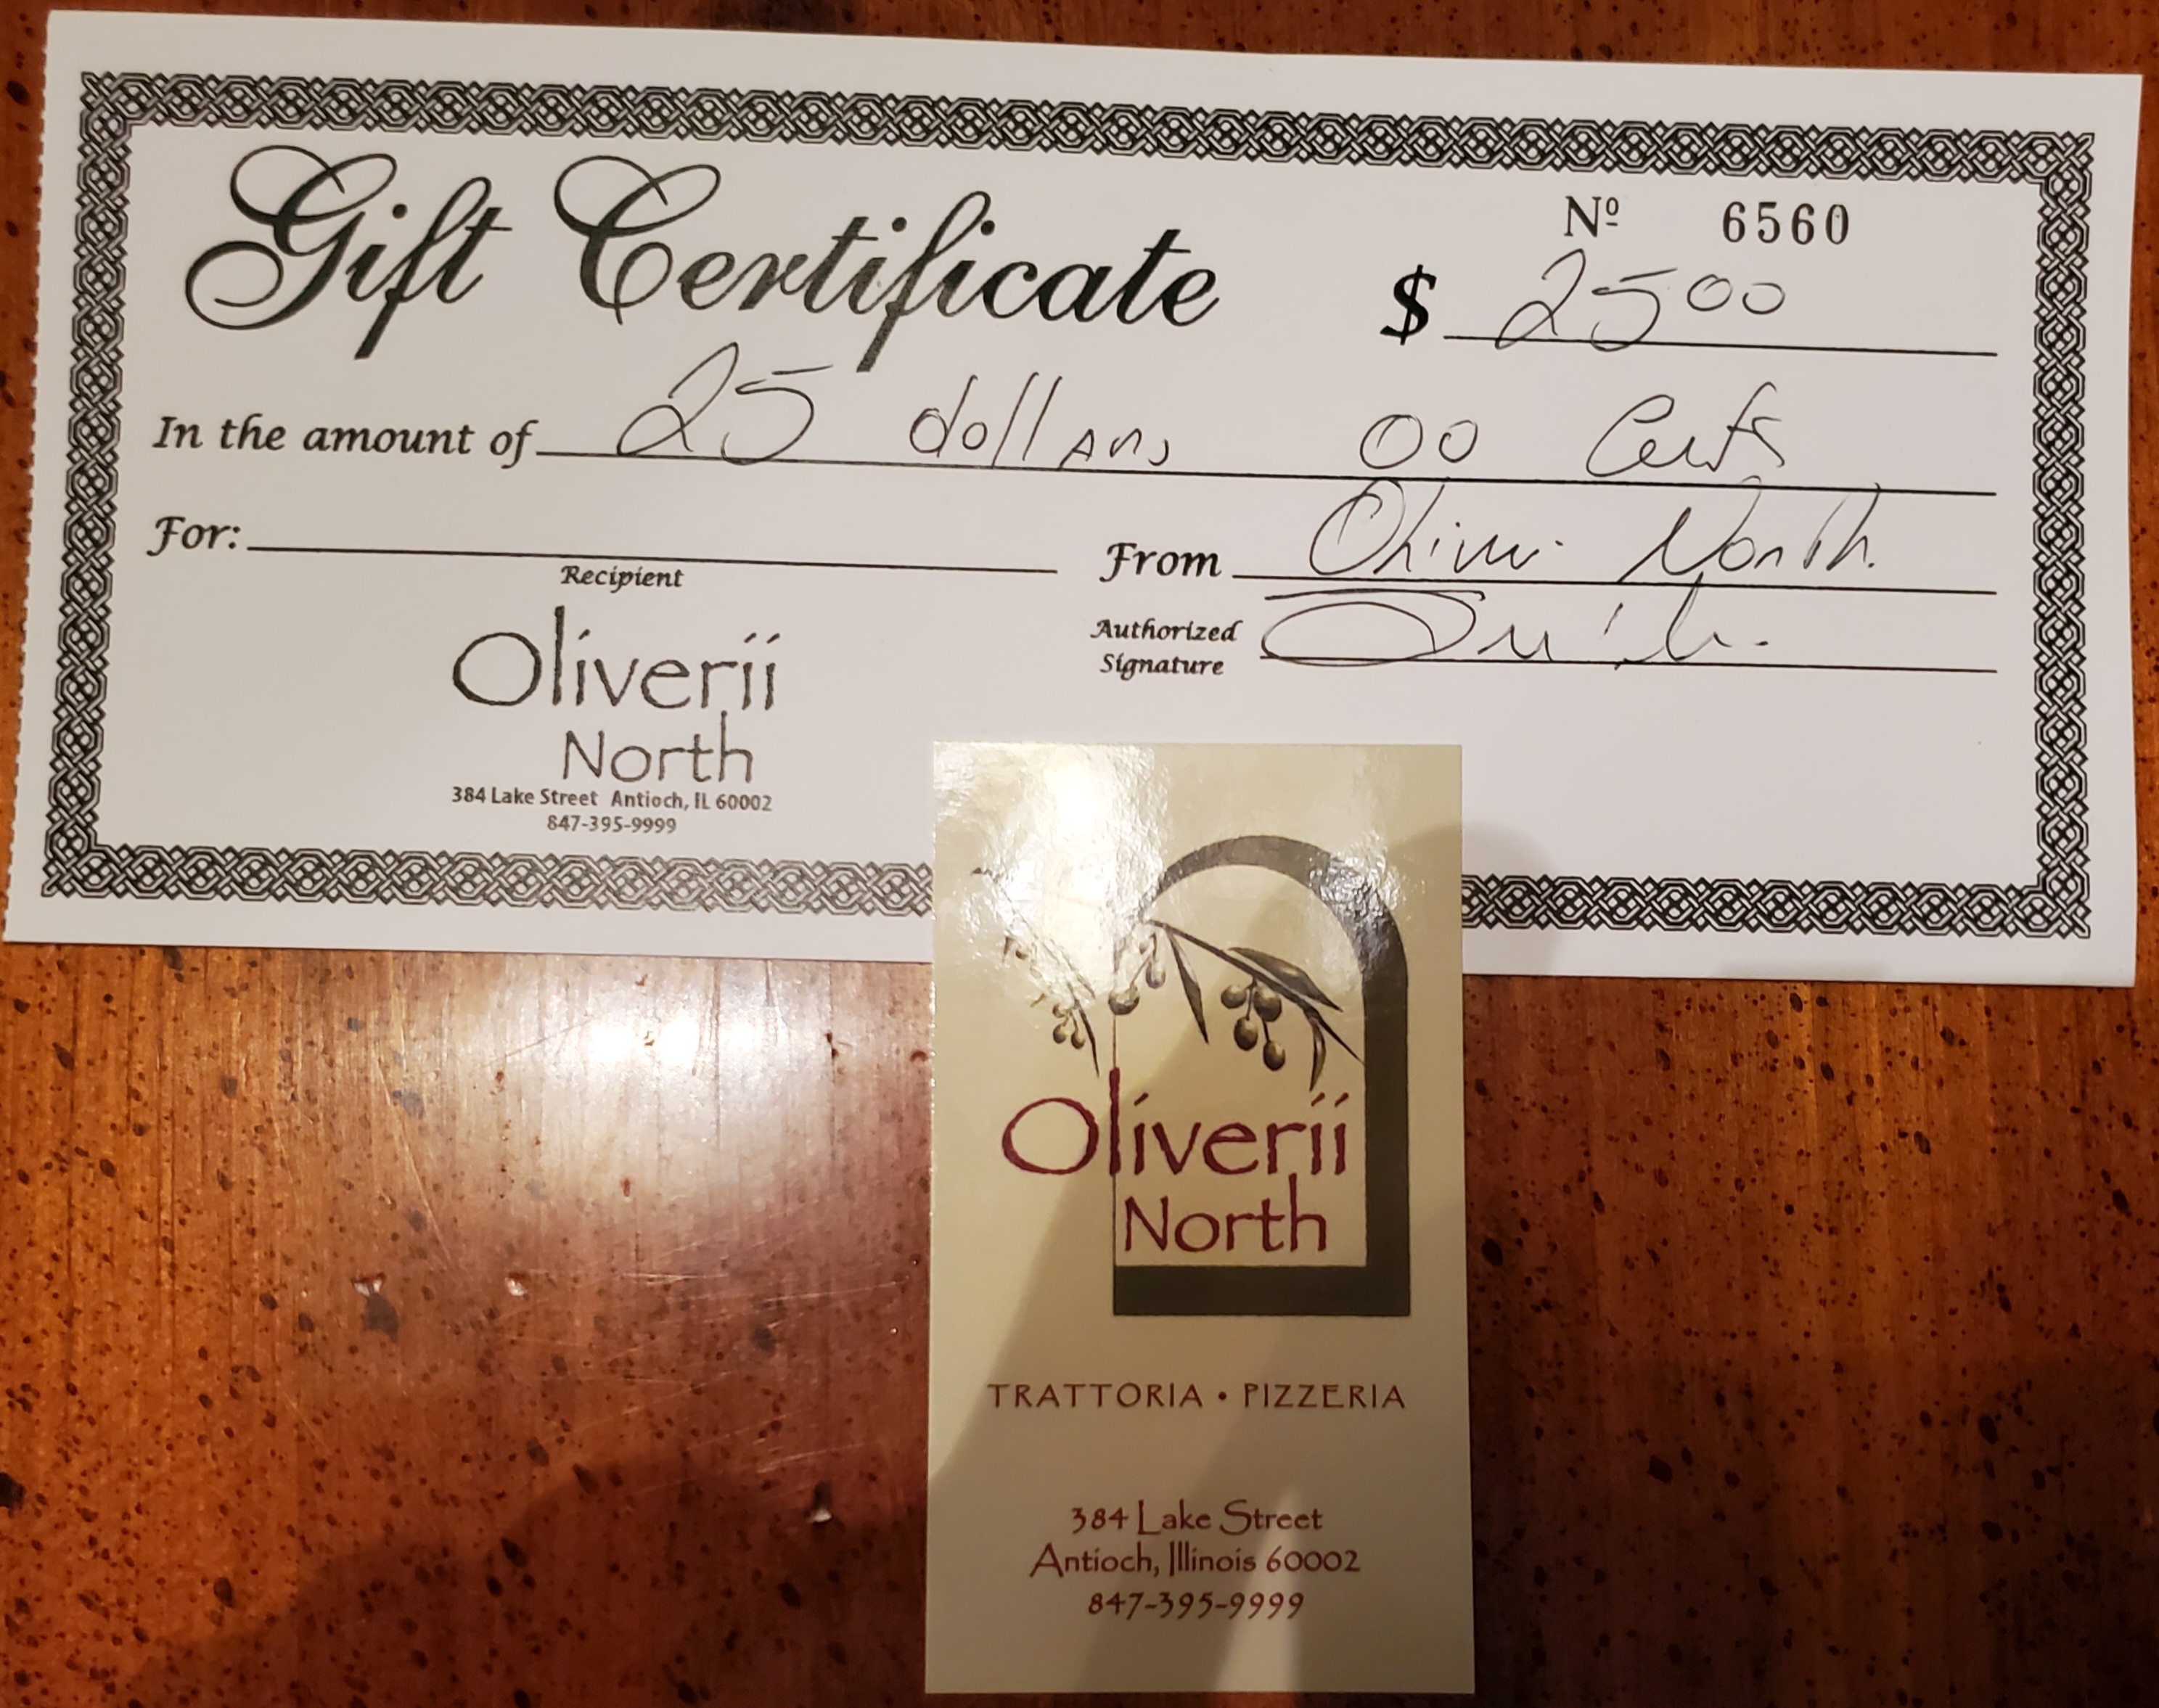 Gift Certificate
Nº 6560
$ 25 00
In the amount of 25 dollars 00 Cents
For:
Recipient
From Oliverii North.
Authorized
Signature
Oliverii
North
384 Lake Street Antioch, IL 60002
847-395-9999
Oliverii
North
TRATTORIA • PIZZERIA
384 Lake Street
Antioch, Illinois 60002
847-395-9999